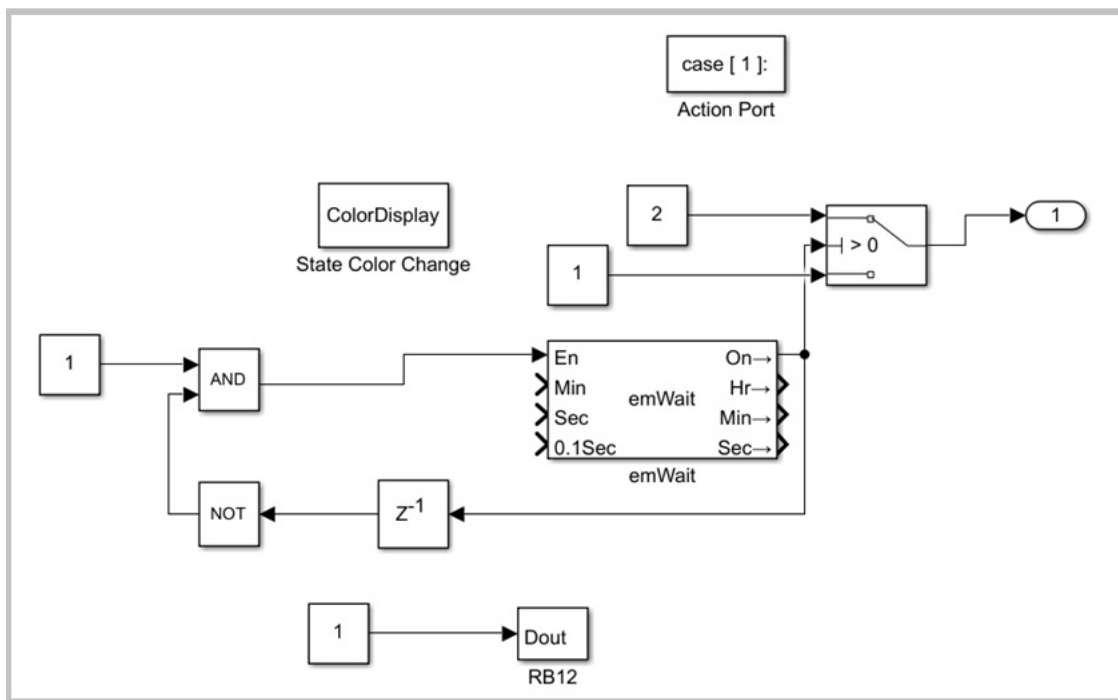 case [ 1 ]:
Action Port
ColorDisplay
State Color Change
2
> 0
1
1
1
AND
En
Min
Sec
0.1Sec
emWait
On→
Hr→
Min→
Sec→
emWait
NOT
Z-1
1
Dout
RB12